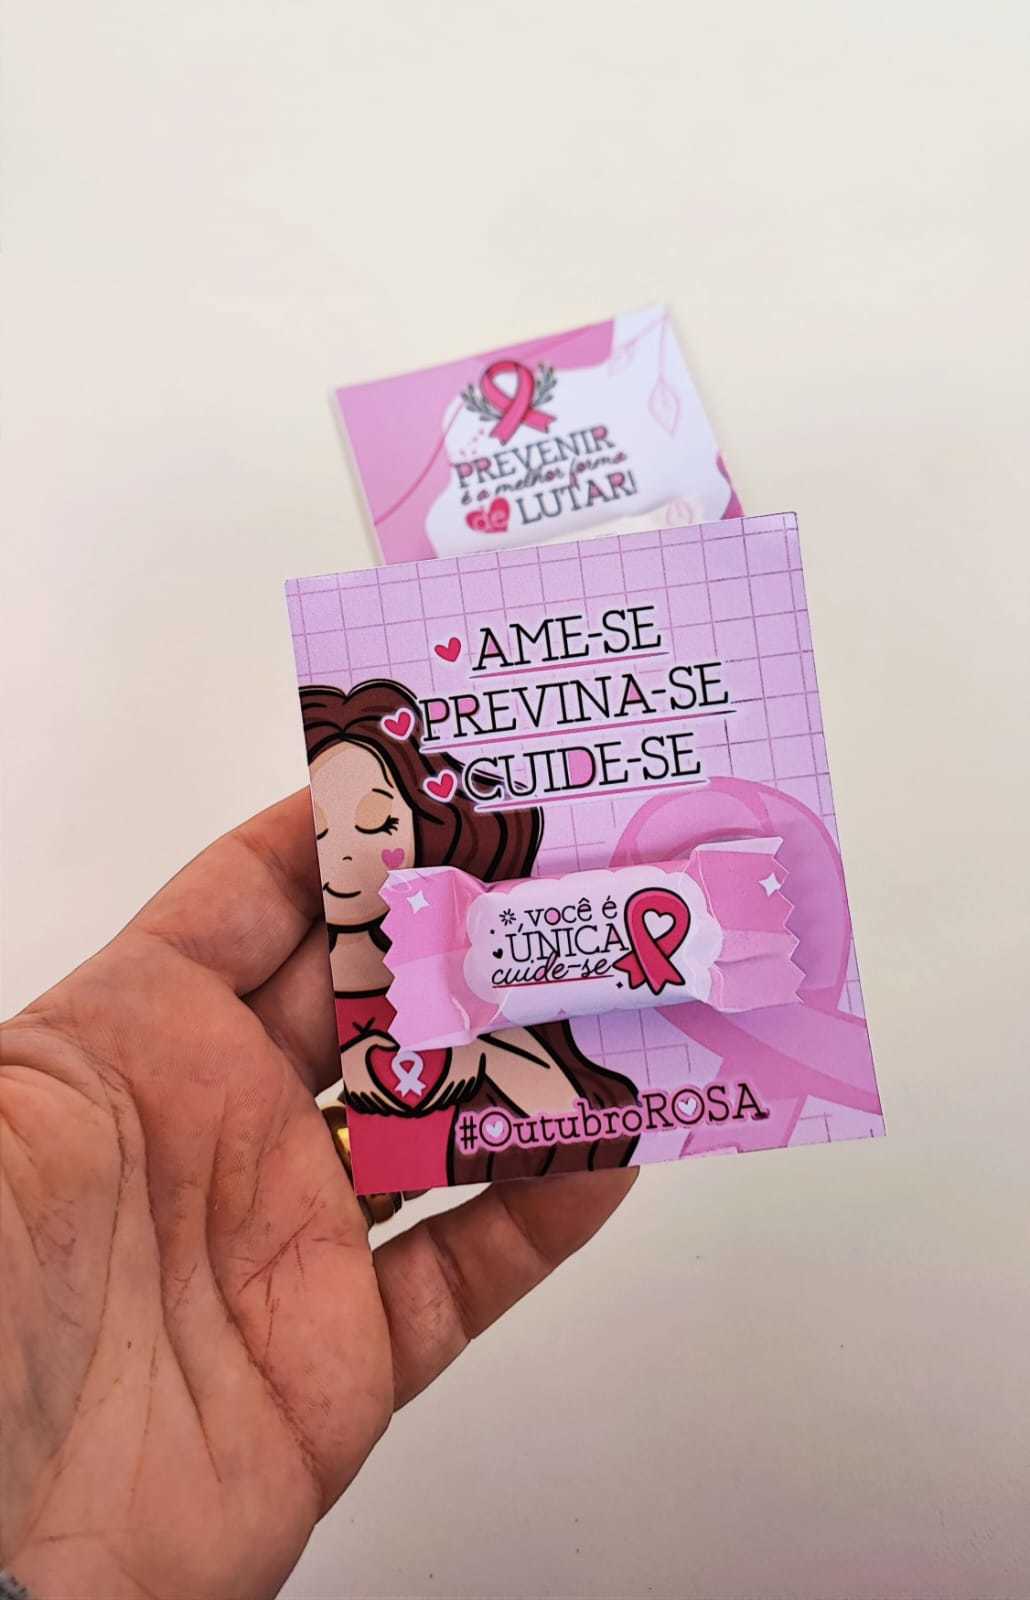 PREVENIR
é a melhor forma
de LUTAR!
AME-SE
PREVINA-SE
CUIDE-SE
VOCÊ É
ÚNICA
cuide-se
#OutubroROSA